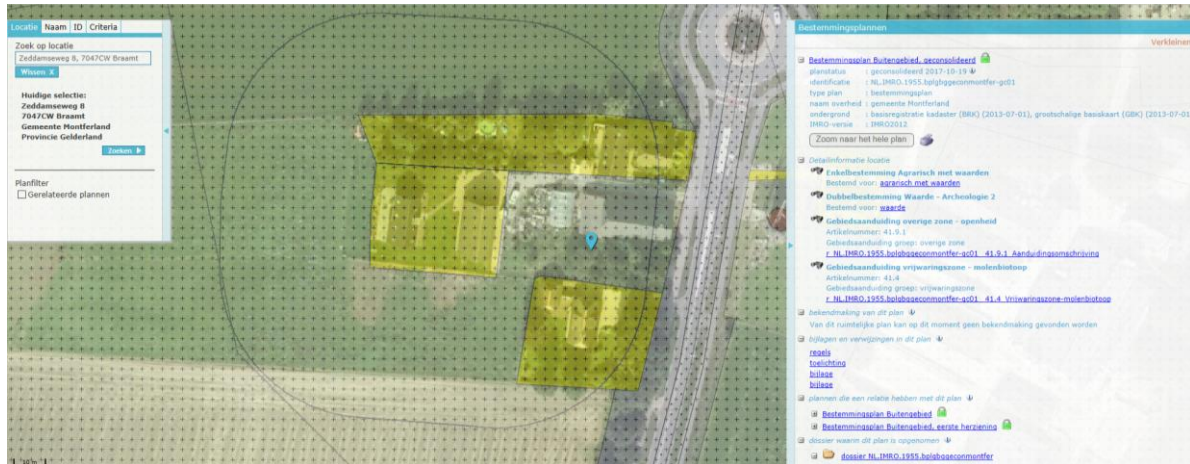 Locatie Naam ID Criteria
Zoek op locatie
Zeddamseweg 8, 7047CW Braamt
Wissen X
Huidige selectie:
Zeddamseweg 8
7047CW Braamt
Gemeente Montferland
Provincie Gelderland
Zoeken
Planfilter
Gerelateerde plannen
10 m
Bestemmingsplannen
Verkleinen
Bestemmingsplan Buitengebied, geconsolideerd
planstatus : geconsolideerd 2017-10-19
identificatie : NL.IMRO.1955.bplgbggeconmontfer-gc01
type plan : bestemmingsplan
naam overheid : gemeente Montferland
ondergrond : basisregistratie kadaster (BRK) (2013-07-01), grootschalige basiskaart (GBK) (2013-07-01
IMRO-versie : IMRO2012
Zoom naar het hele plan
Detailinformatie locatie
Enkelbestemming Agrarisch met waarden
Bestemd voor: agrarisch met waarden
Dubbelbestemming Waarde - Archeologie 2
Bestemd voor: waarde
Gebiedsaanduiding overige zone - openheid
Artikelnummer: 41.9.1
Gebiedsaanduiding groep: overige zone
r_NL.IMRO.1955.bplgbggeconmontfer-gc01_41.9.1_Aanduidingsomschrijving
Gebiedsaanduiding vrijwaringszone - molenbiotoop
Artikelnummer: 41.4
Gebiedsaanduiding groep: vrijwaringszone
r_NL.IMRO.1955.bplgbggeconmontfer-gc01_41.4_Vrijwaringszone-molenbiotoop
bekendmaking van dit plan
Van dit ruimtelijke plan kan op dit moment geen bekendmaking gevonden worden
bijlagen en verwijzingen in dit plan
regels
toelichting
bijlage
bijlage
plannen die een relatie hebben met dit plan
Bestemmingsplan Buitengebied
Bestemmingsplan Buitengebied, eerste herziening
dossier waarin dit plan is opgenomen
dossier NL.IMRO.1955.bplgbggeconmontfer